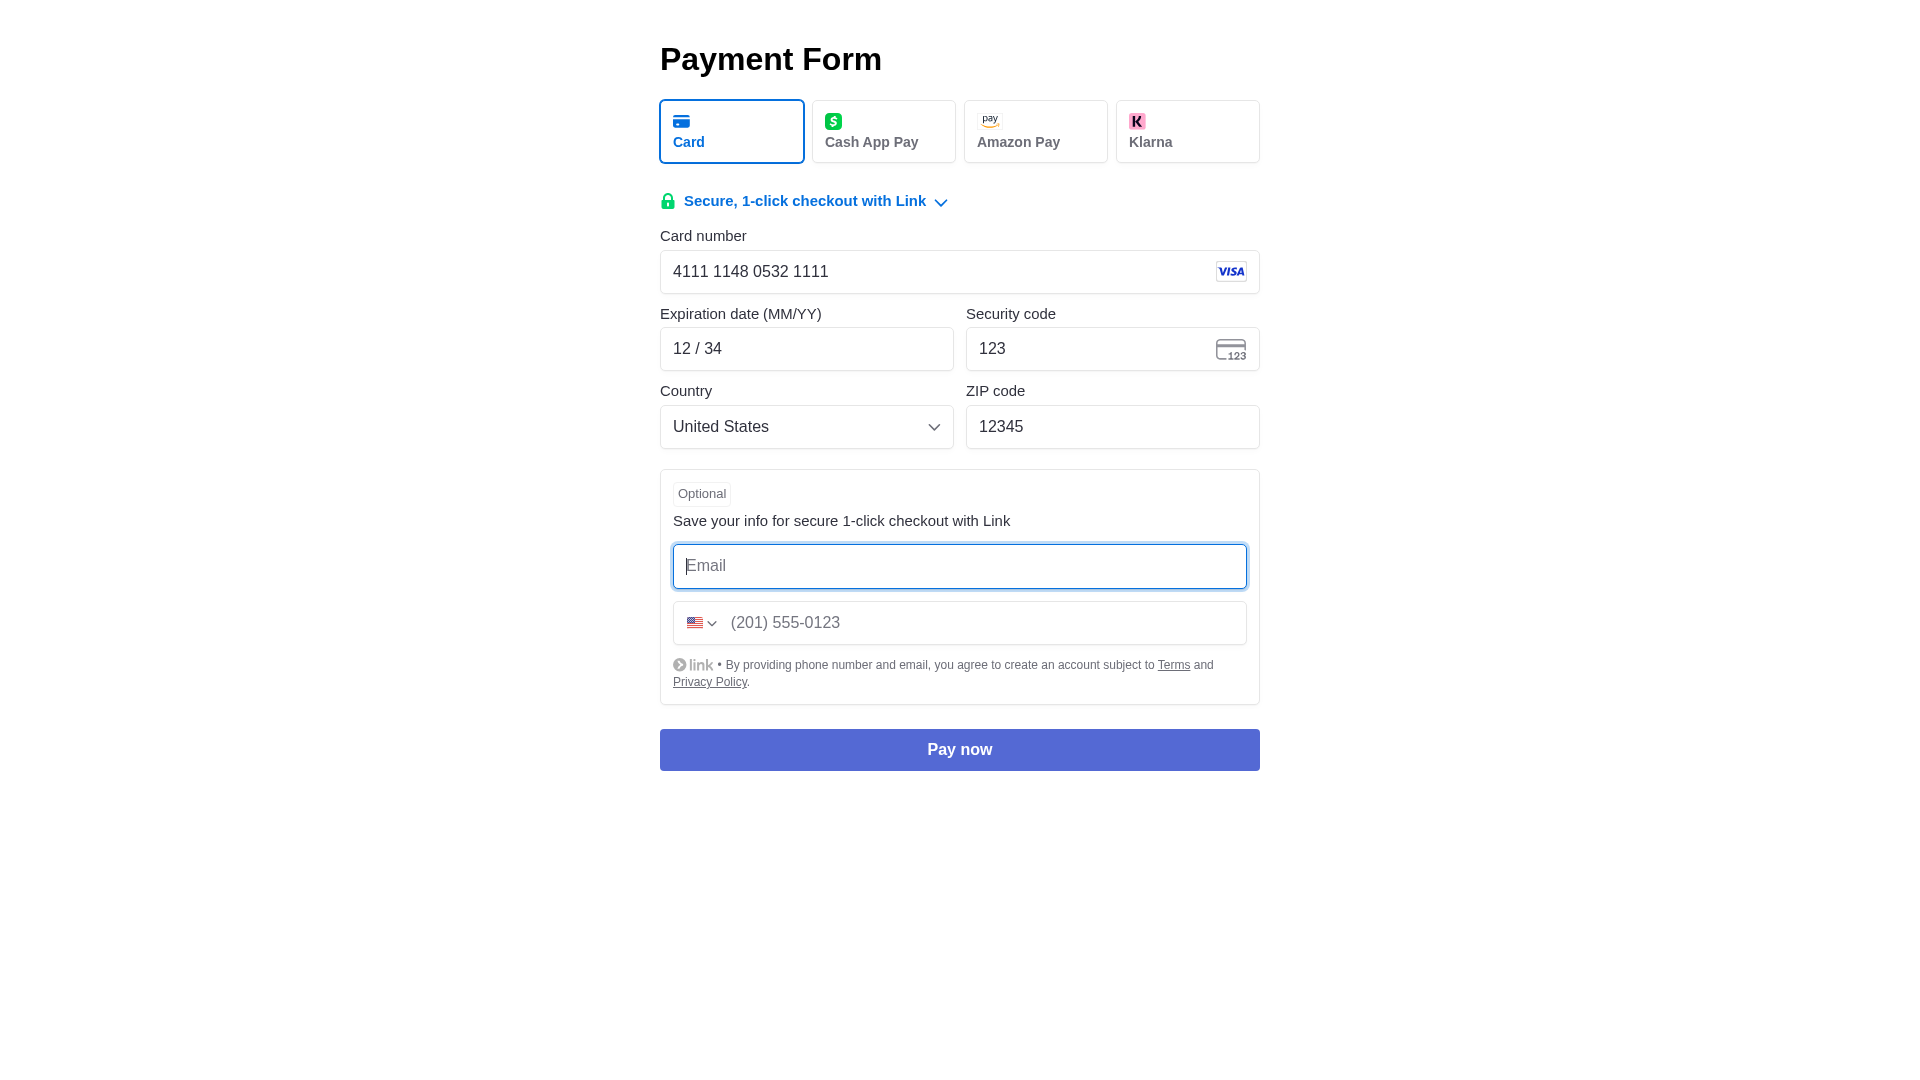 Payment Form
Card
Cash App Pay
pay
Amazon Pay
K
Klarna
Secure, 1-click checkout with Link
Card number
4111 1148 0532 1111
VISA
Expiration date (MM/YY)
Security code
12 / 34
123
123
Country
ZIP code
United States
12345
Optional
Save your info for secure 1-click checkout with Link
Email
(201) 555-0123
link • By providing phone number and email, you agree to create an account subject to Terms and
Privacy Policy.
Pay now